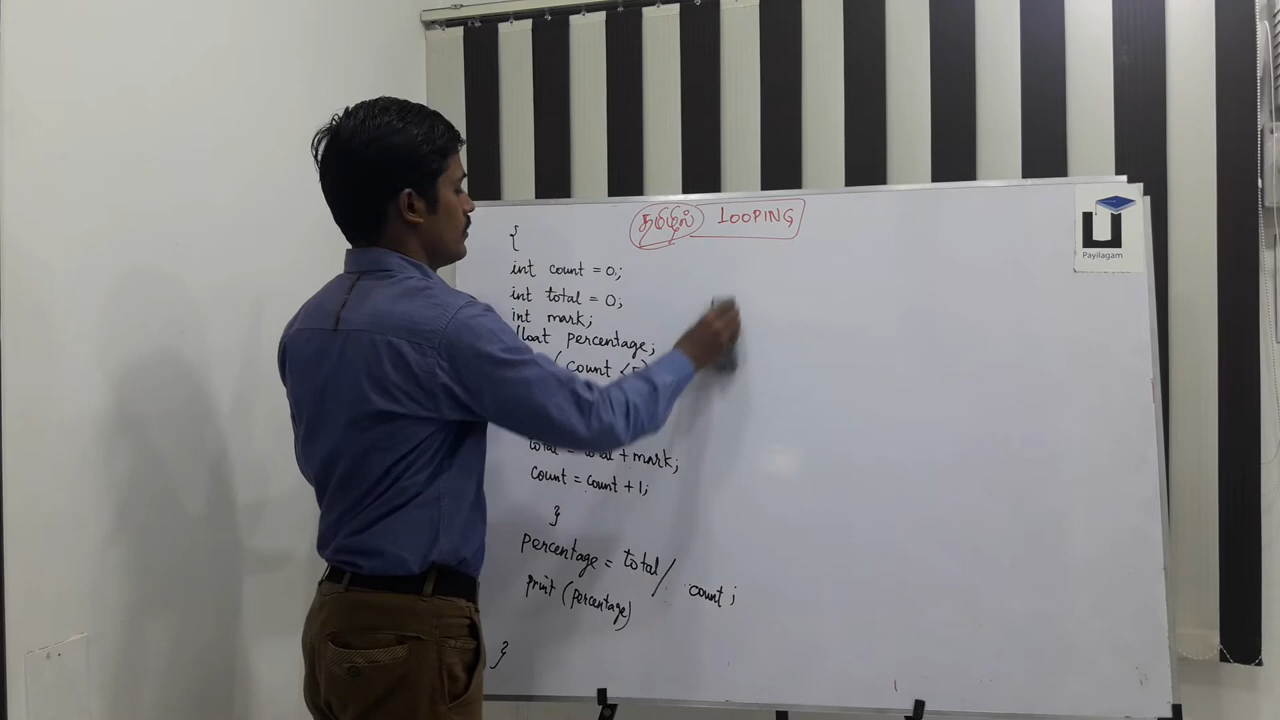 தமிழில் LOOPING
Payilagam
{
int count = 0;
int total = 0;
int mark;
float percentage;
( count <5)
total = total + mark;
count = count + 1;
}
percentage = total / count ;
print (percentage)
}